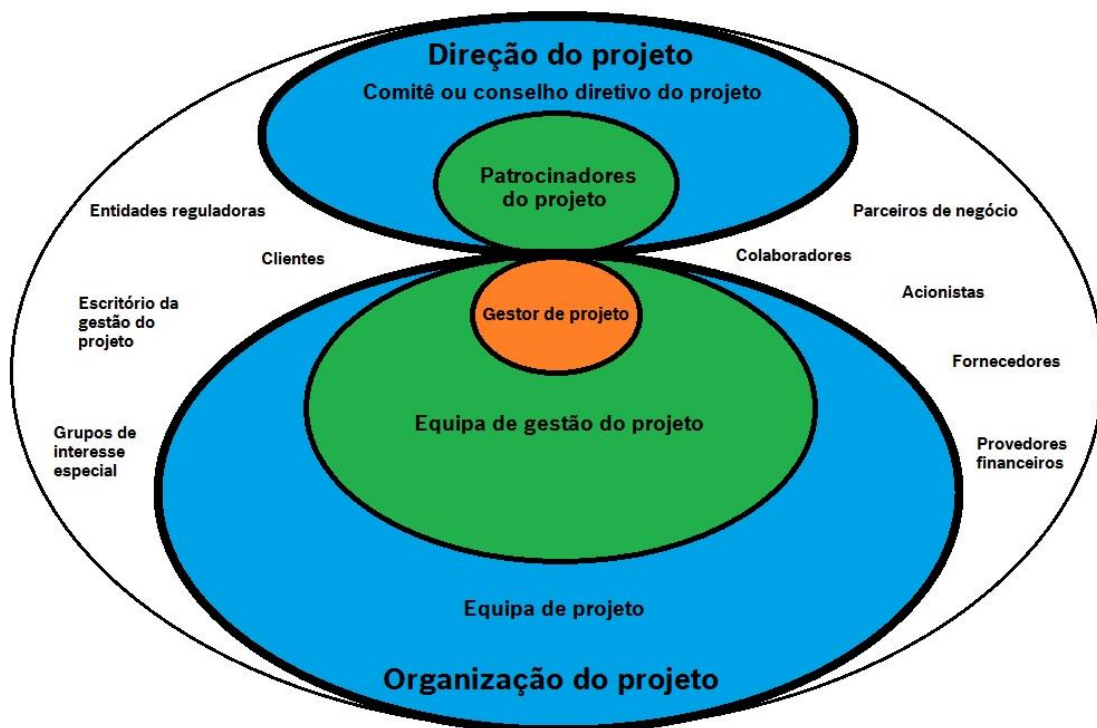 Direção do projeto
Comitê ou conselho diretivo do projeto
Patrocinadores
do projeto
Entidades reguladoras
Clientes
Escritório da
gestão do
projeto
Grupos de
interesse
especial
Parceiros de negócio
Colaboradores
Acionistas
Fornecedores
Provedores
financeiros
Gestor de projeto
Equipa de gestão do projeto
Equipa de projeto
Organização do projeto